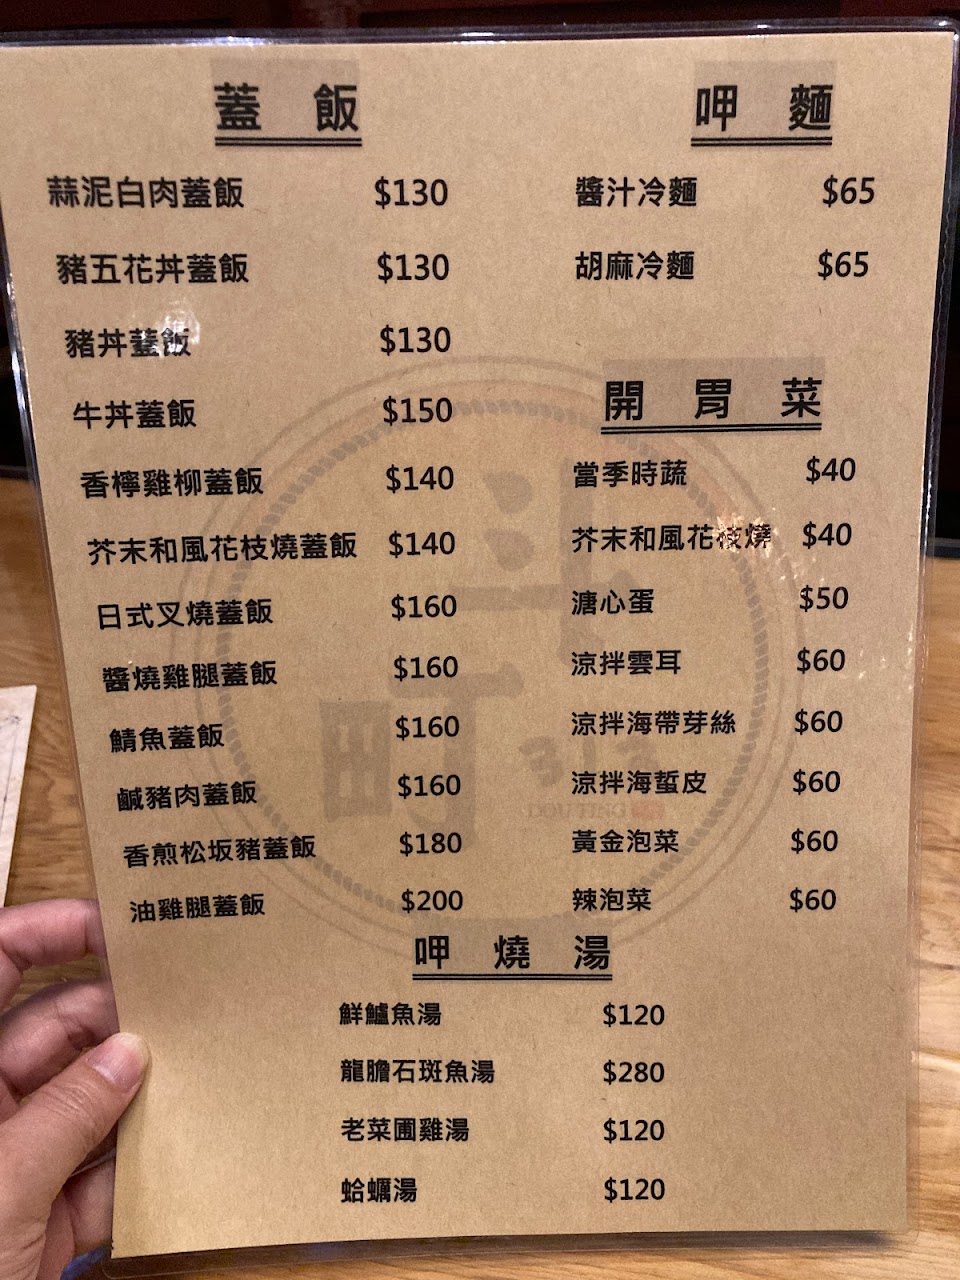 蓋飯
蒜泥白肉蓋飯 $130
豬五花丼蓋飯 $130
豬丼蓋飯 $130
牛丼蓋飯 $150
香檸雞柳蓋飯 $140
芥末和風花枝燒蓋飯 $140
日式叉燒蓋飯 $160
醬燒雞腿蓋飯 $160
鯖魚蓋飯 $160
鹹豬肉蓋飯 $160
香煎松坂豬蓋飯 $180
油雞腿蓋飯 $200
呷麵
醬汁冷麵 $65
胡麻冷麵 $65
開胃菜
當季時蔬 $40
芥末和風花枝燒 $40
溏心蛋 $50
涼拌雲耳 $60
涼拌海帶芽絲 $60
涼拌海蜇皮 $60
黃金泡菜 $60
辣泡菜 $60
呷燒湯
鮮鱸魚湯 $120
龍膽石斑魚湯 $280
老菜圃雞湯 $120
蛤蠣湯 $120